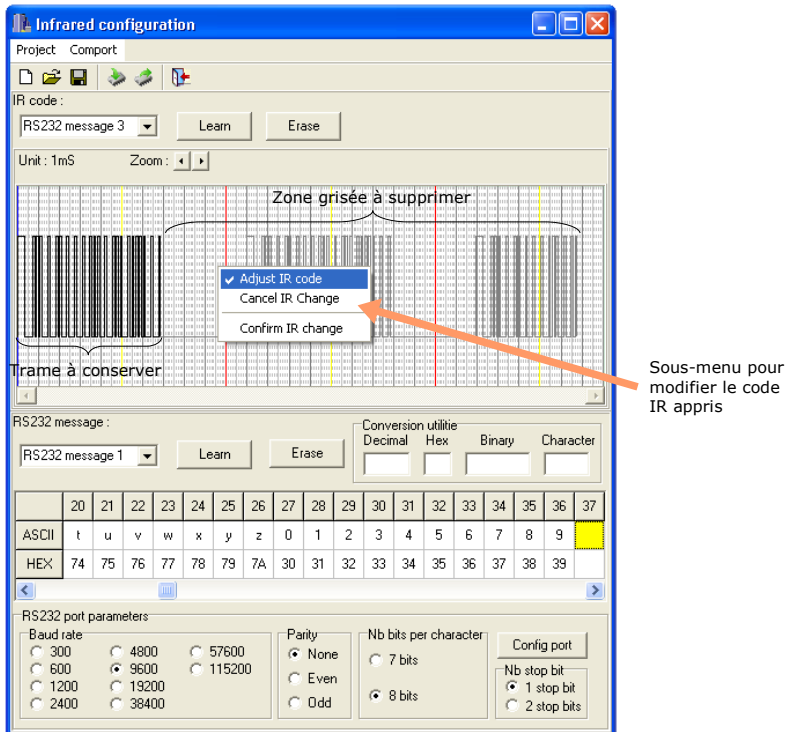 Infrared configuration
Project Comport
IR code :
RS232 message 3 Learn Erase
Unit : 1mS Zoom :
Zone grisée à supprimer
Adjust IR code
Cancel IR Change
Confirm IR change
Trame à conserver
Sous-menu pour
modifier le code
IR appris
RS232 message :
RS232 message 1 Learn Erase
Conversion utilitie
Decimal Hex Binary Character
20 21 22 23 24 25 26 27 28 29 30 31 32 33 34 35 36 37
ASCII t u v w x y z 0 1 2 3 4 5 6 7 8 9
HEX 74 75 76 77 78 79 7A 30 31 32 33 34 35 36 37 38 39
RS232 port parameters
Baud rate
300 4800 57600
600 9600 115200
1200 19200
2400 38400
Parity
None
Even
Odd
Nb bits per character
7 bits
8 bits
Config port
Nb stop bit
1 stop bit
2 stop bits